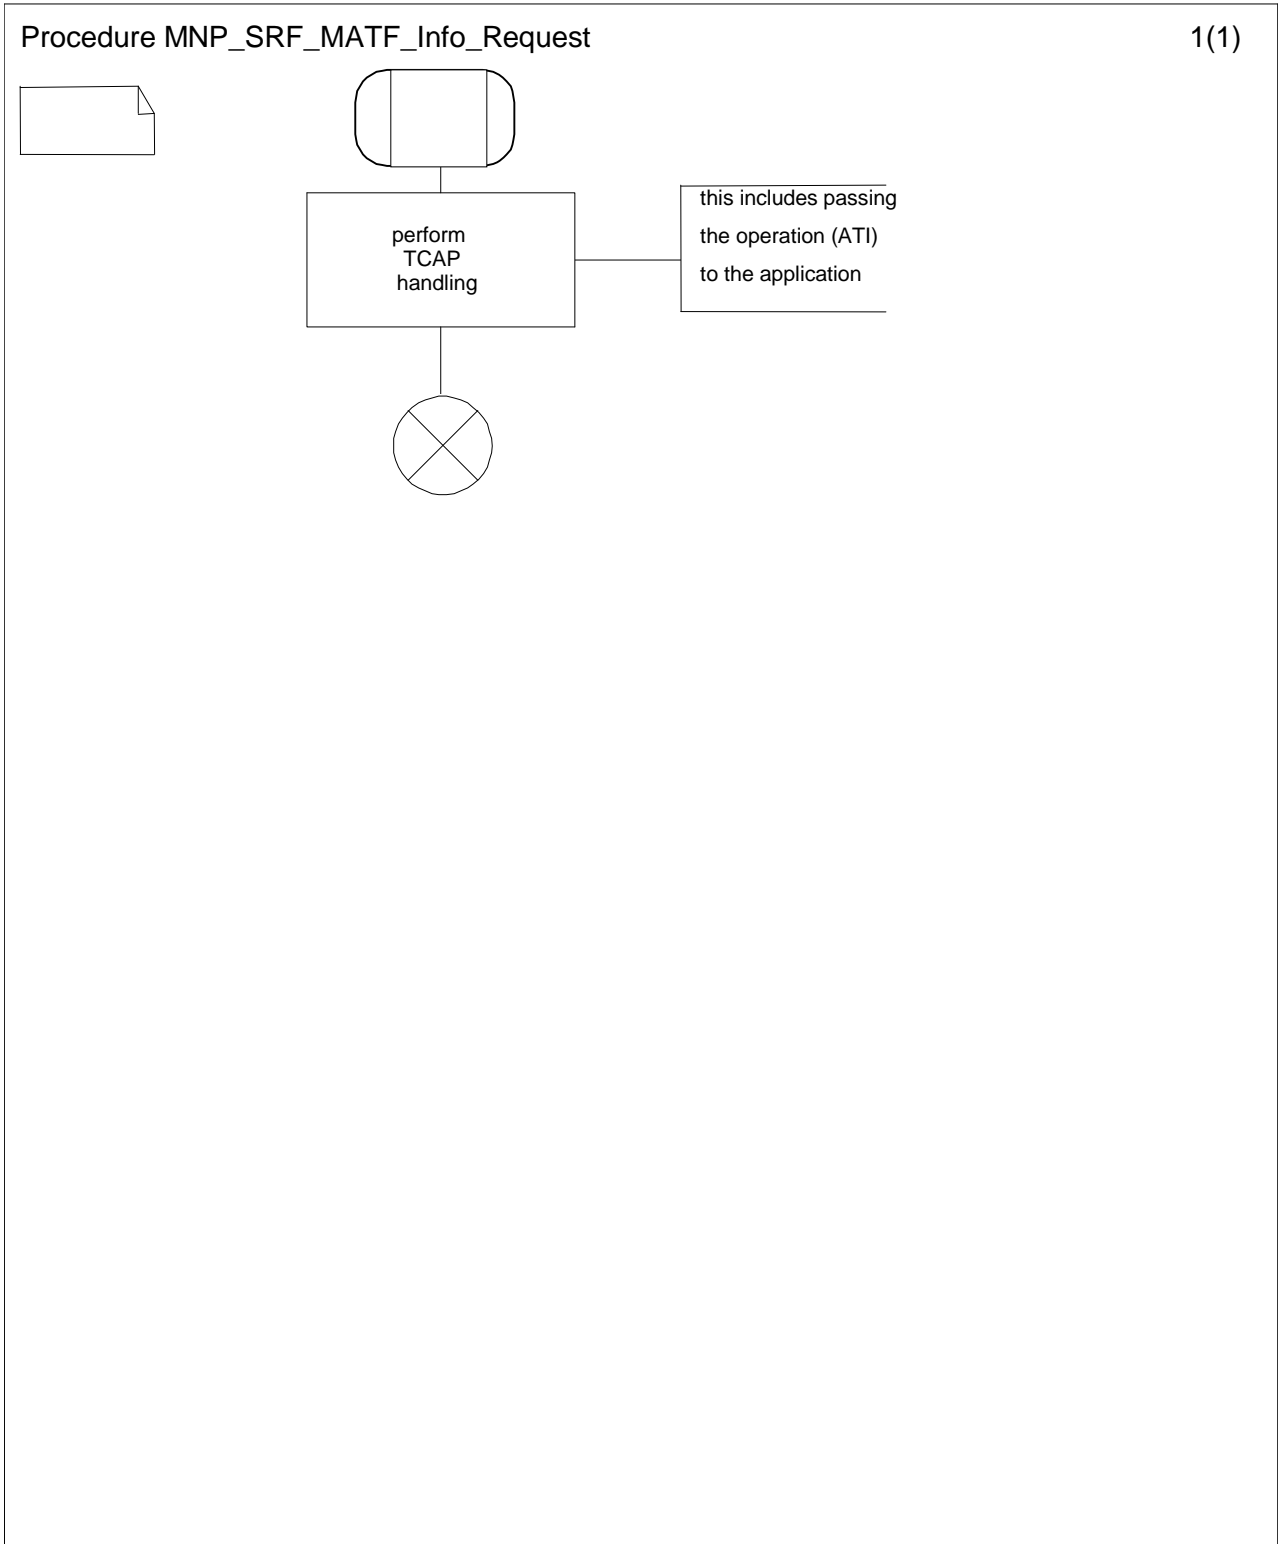 Procedure MNP_SRF_MATF_Info_Request 1(1)
perform
TCAP
handling
this includes passing
the operation (ATI)
to the application